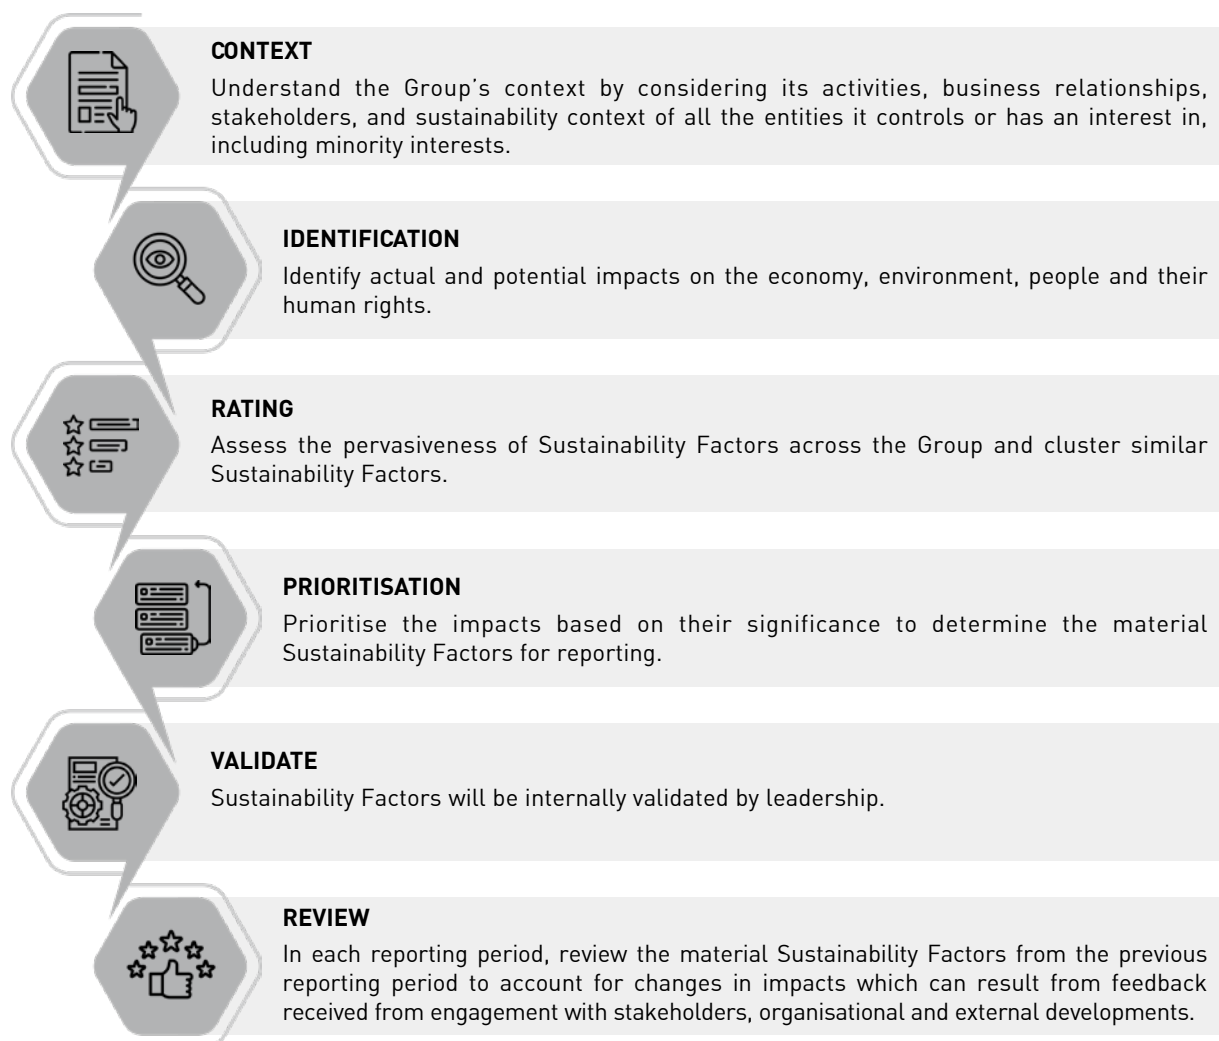 CONTEXT
Understand the Group's context by considering its activities, business relationships,
stakeholders, and sustainability context of all the entities it controls or has an interest in,
including minority interests.
IDENTIFICATION
Identify actual and potential impacts on the economy, environment, people and their
human rights.
RATING
Assess the pervasiveness of Sustainability Factors across the Group and cluster similar
Sustainability Factors.
PRIORITISATION
Prioritise the impacts based on their significance to determine the material
Sustainability Factors for reporting.
VALIDATE
Sustainability Factors will be internally validated by leadership.
REVIEW
In each reporting period, review the material Sustainability Factors from the previous
reporting period to account for changes in impacts which can result from feedback
received from engagement with stakeholders, organisational and external developments.